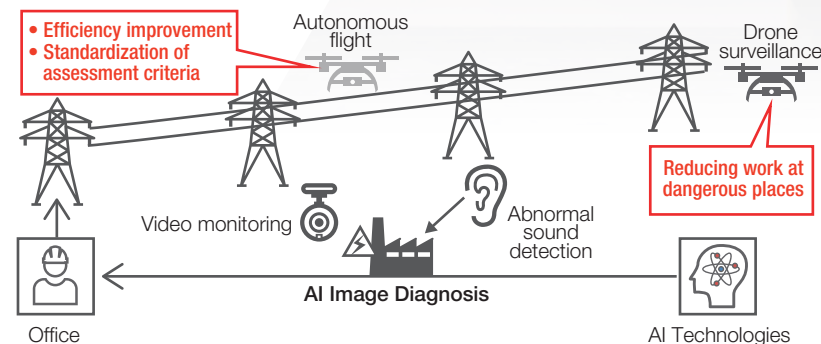 • Efficiency improvement
• Standardization of
assessment criteria
Autonomous
flight
Drone
surveillance
Reducing work at
dangerous places
Video monitoring
Abnormal
sound
detection
AI Image Diagnosis
Office
AI Technologies